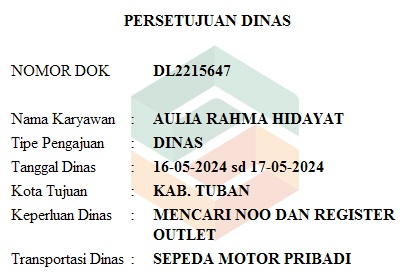 PERSETUJUAN DINAS
NOMOR DOK DL2215647
Nama Karyawan : AULIA RAHMA HIDAYAT
Tipe Pengajuan : DINAS
Tanggal Dinas : 16-05-2024 sd 17-05-2024
Kota Tujuan : KAB. TUBAN
Keperluan Dinas : MENCARI NOO DAN REGISTER
OUTLET
Transportasi Dinas : SEPEDA MOTOR PRIBADI